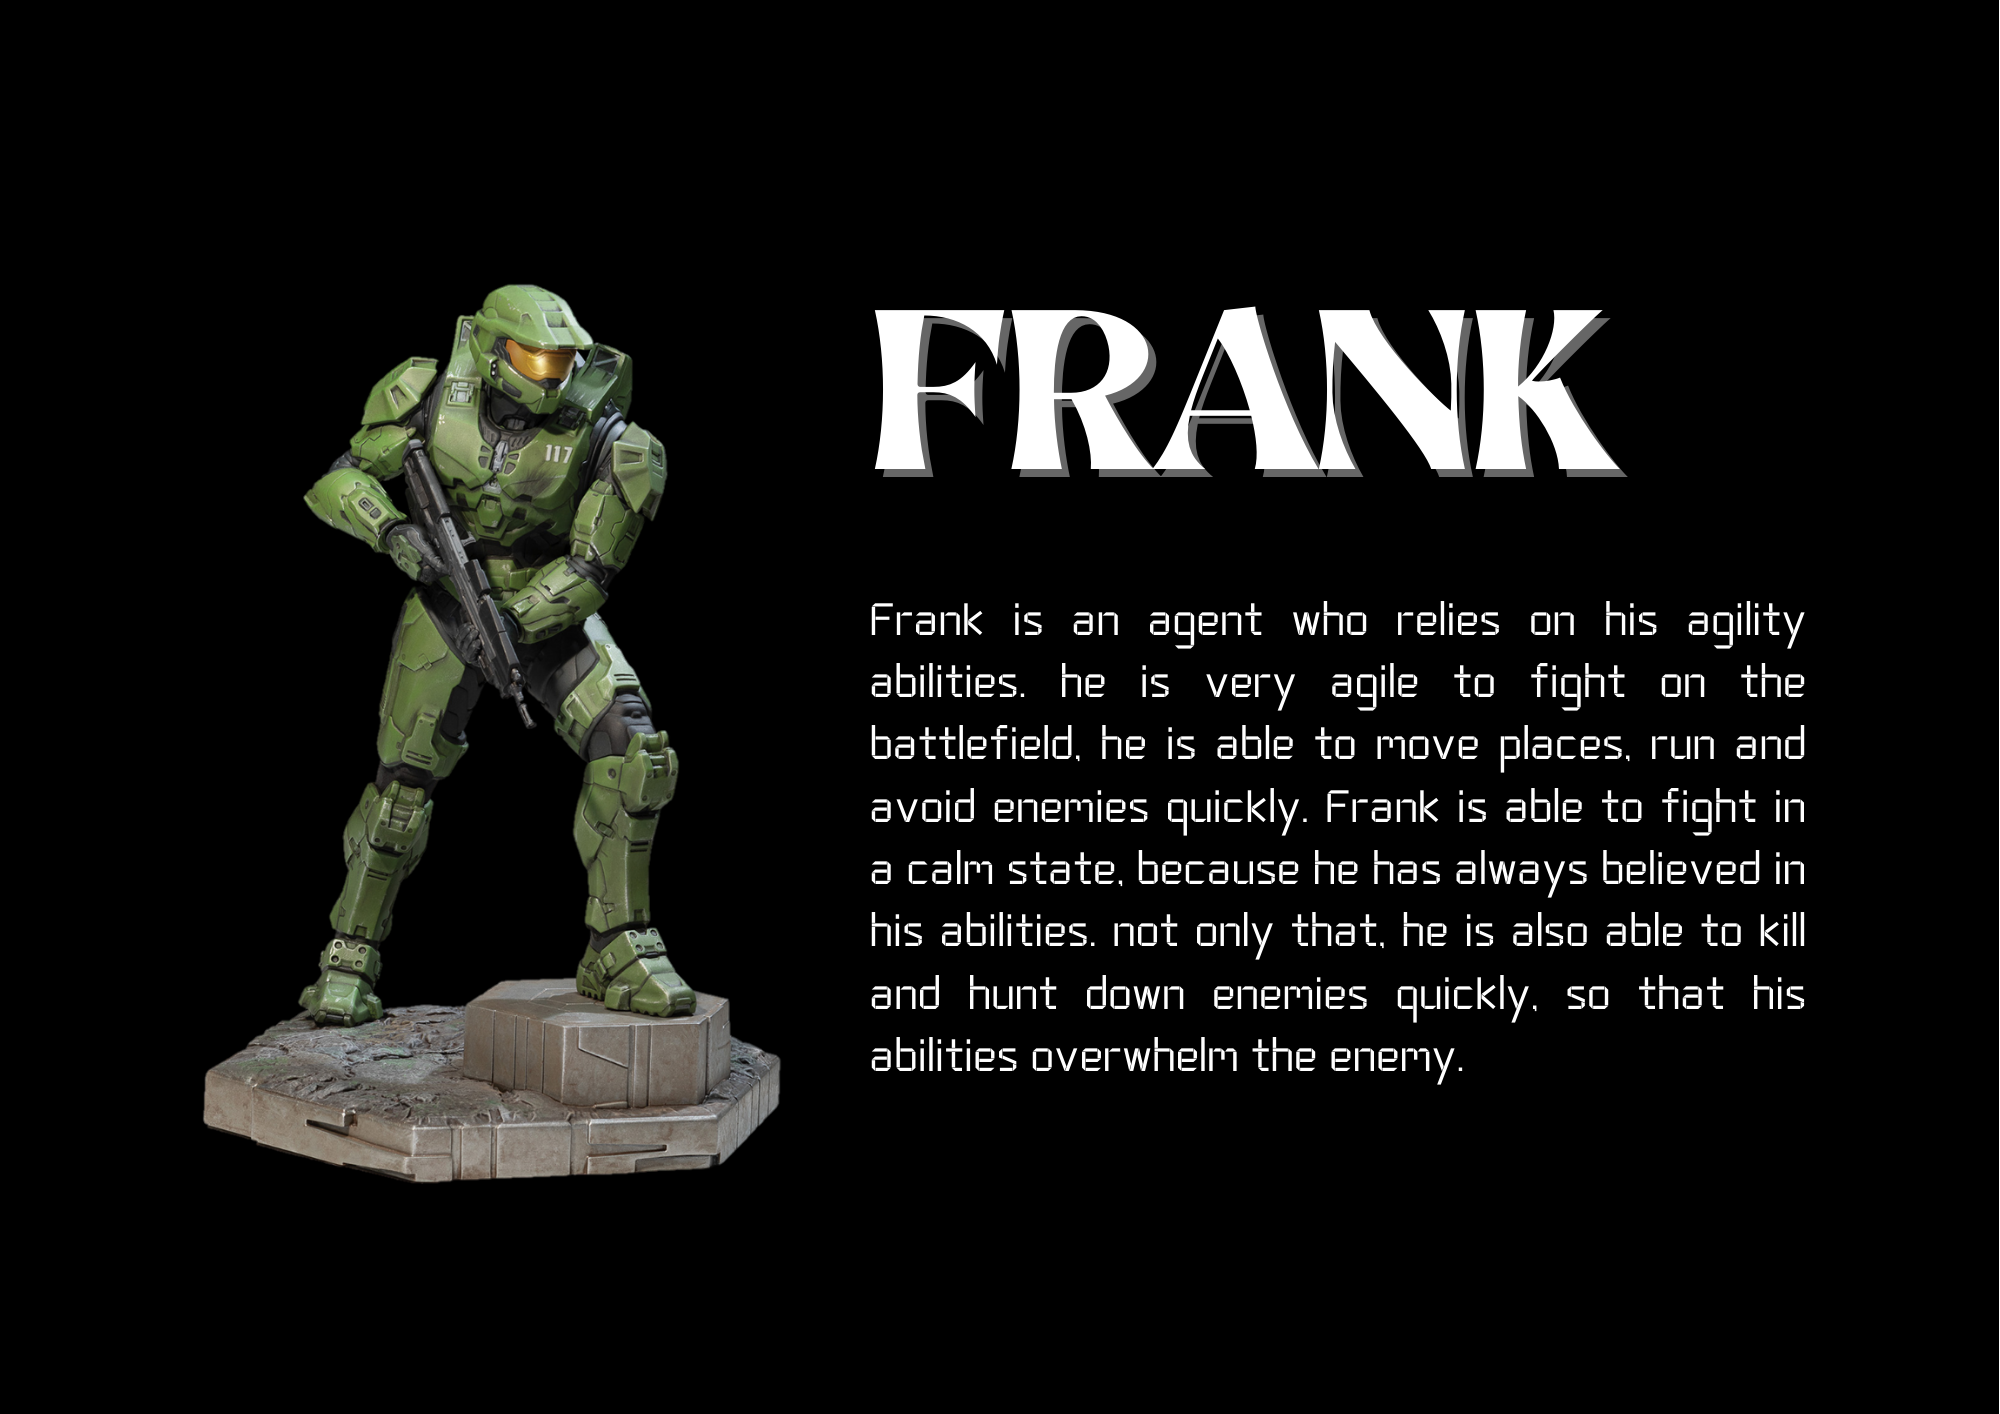 FRANK
117
Frank is an agent who relies on his agility
abilities. he is very agile to fight on the
battlefield, he is able to move places, run and
avoid enemies quickly. Frank is able to fight in
a calm state, because he has always believed in
his abilities. not only that, he is also able to kill
and hunt down enemies quickly, so that his
abilities overwhelm the enemy.